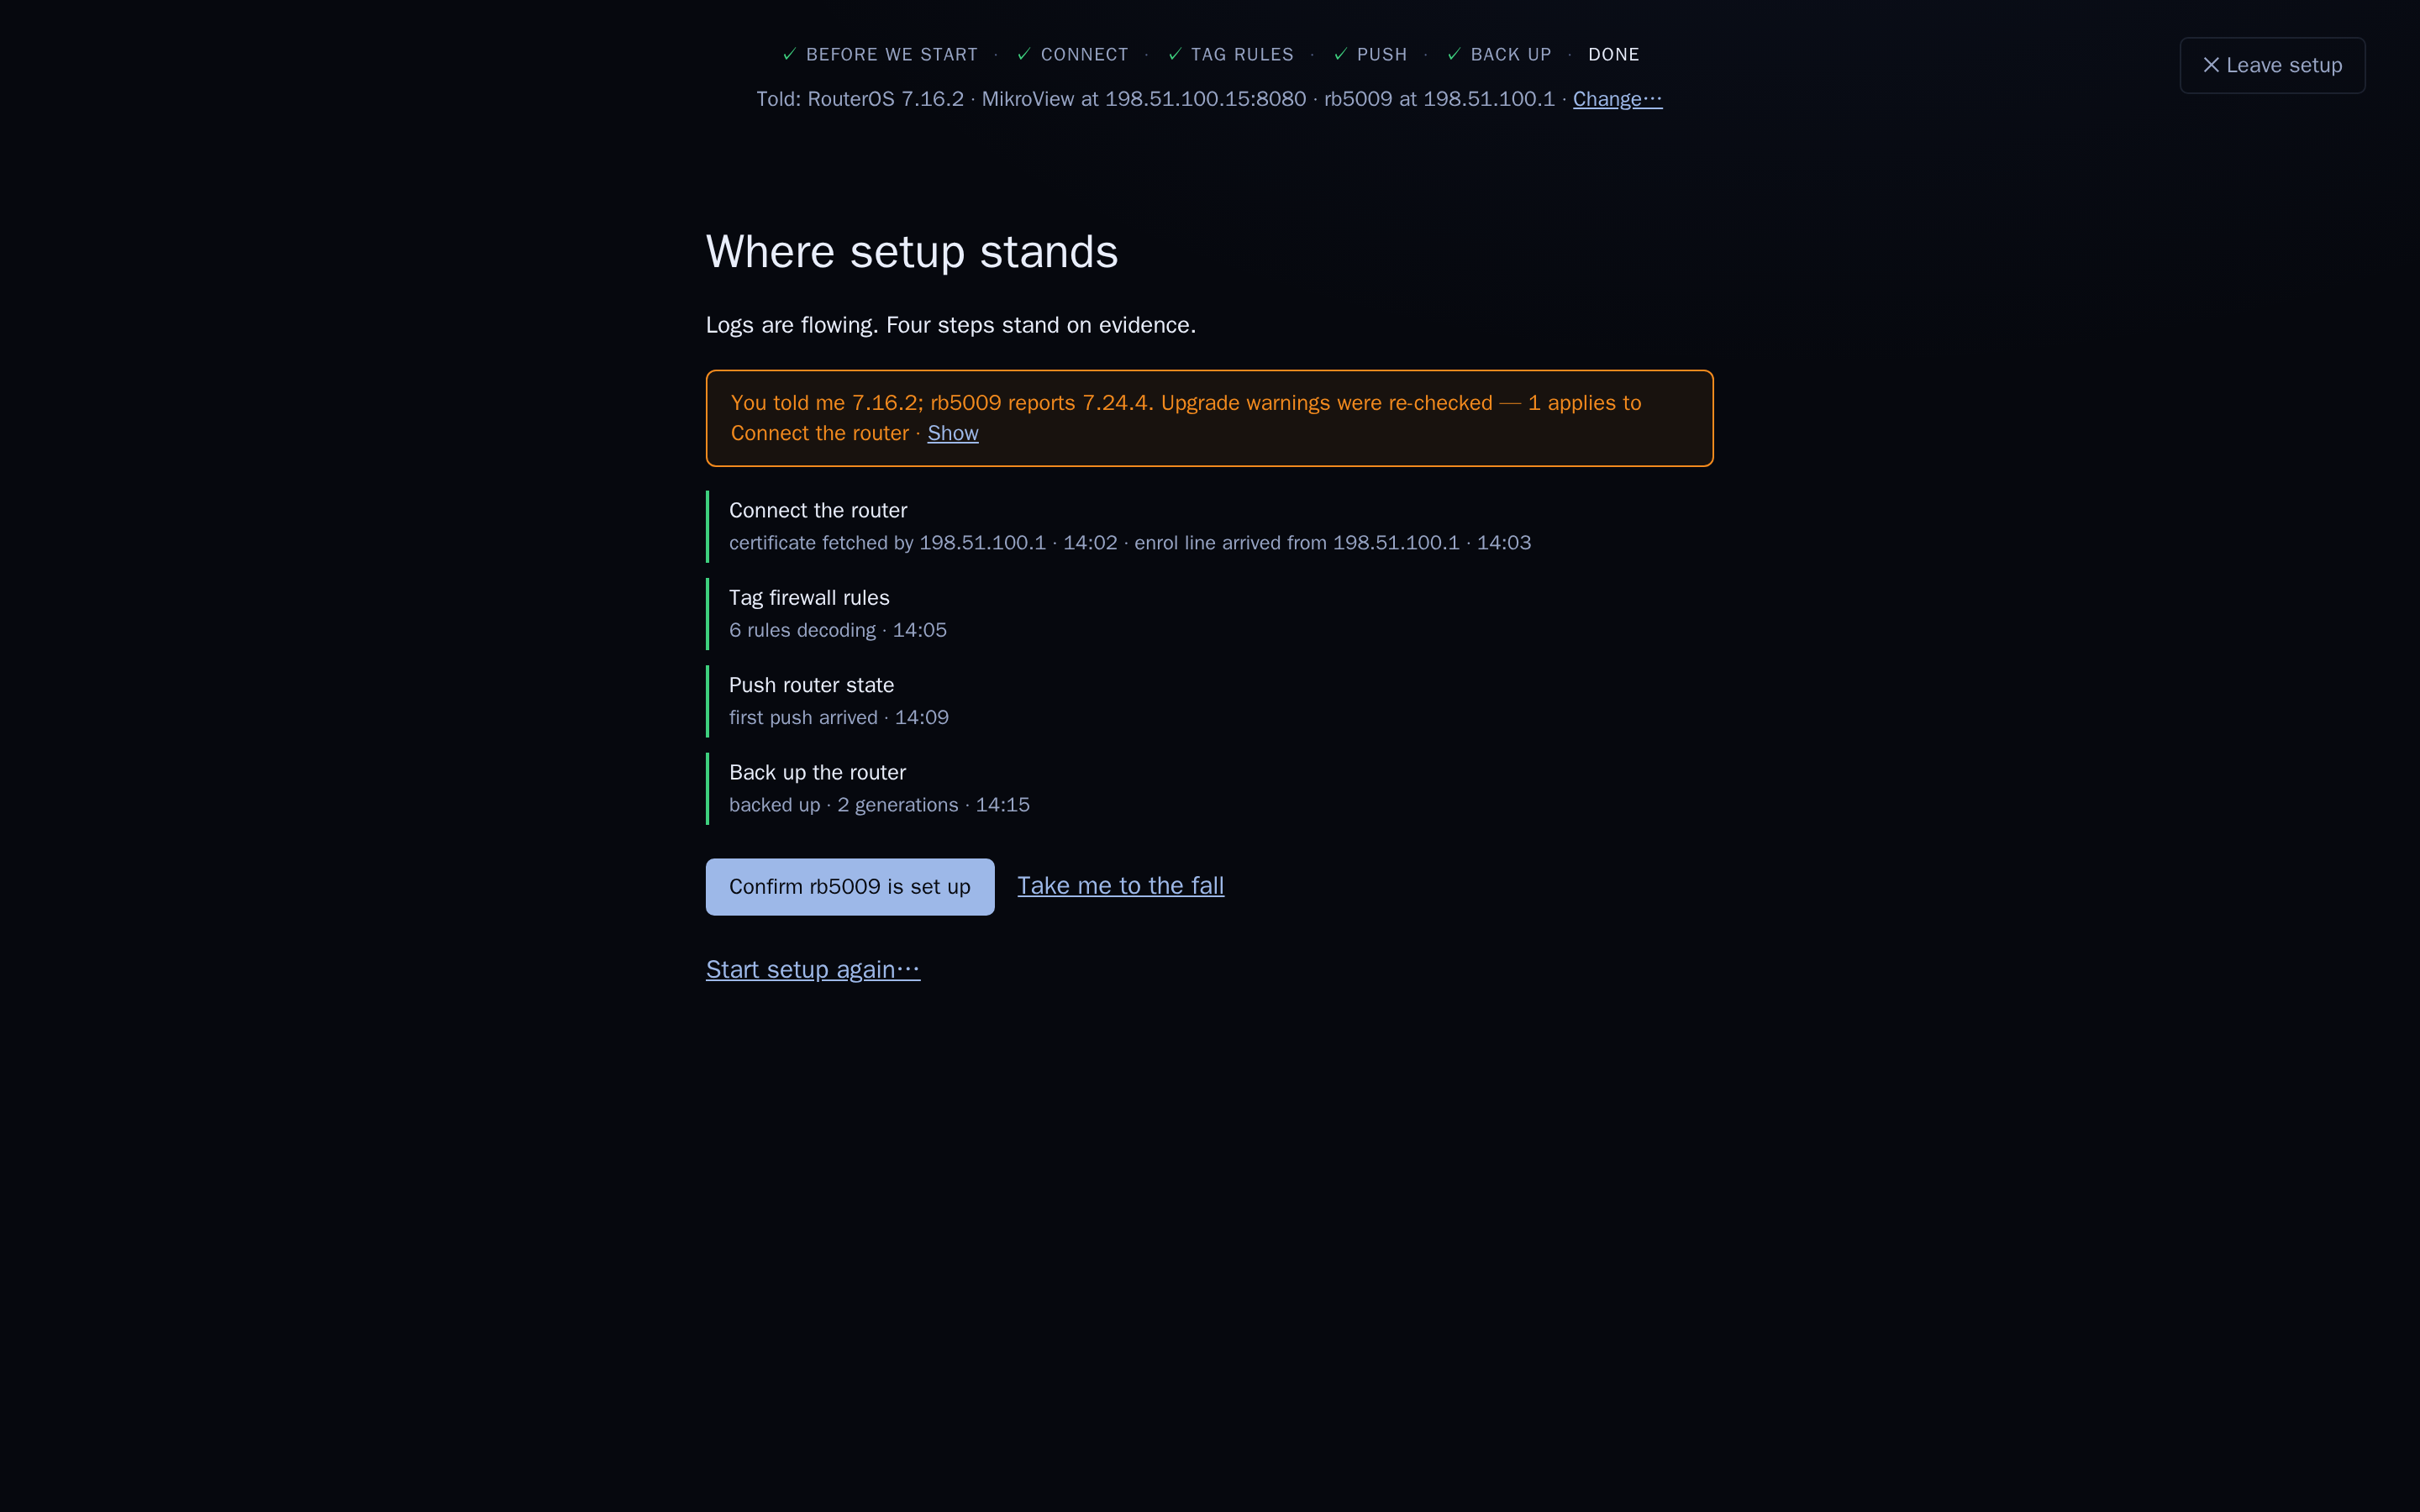 ✓ BEFORE WE START · ✓ CONNECT · ✓ TAG RULES · ✓ PUSH · ✓ BACK UP · DONE
✕ Leave setup
Told: RouterOS 7.16.2 · MikroView at 198.51.100.15:8080 · rb5009 at 198.51.100.1 · Change⋯
Where setup stands
Logs are flowing. Four steps stand on evidence.
You told me 7.16.2; rb5009 reports 7.24.4. Upgrade warnings were re-checked — 1 applies to
Connect the router · Show
Connect the router
certificate fetched by 198.51.100.1 · 14:02 · enrol line arrived from 198.51.100.1 · 14:03
Tag firewall rules
6 rules decoding · 14:05
Push router state
first push arrived · 14:09
Back up the router
backed up · 2 generations · 14:15
Confirm rb5009 is set up
Take me to the fall
Start setup again⋯